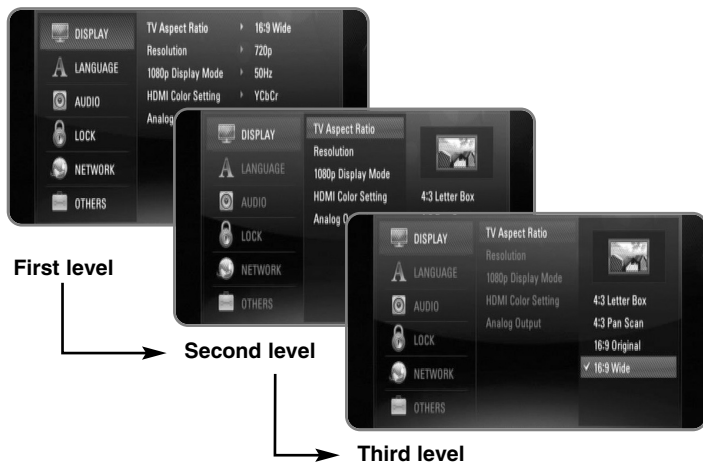 DISPLAY
LANGUAGE
AUDIO
LOCK
NETWORK
OTHERS
TV Aspect Ratio 16:9 Wide
Resolution 720p
1080p Display Mode 50Hz
HDMI Color Setting YCbCr
Analog
First level
DISPLAY
LANGUAGE
AUDIO
LOCK
NETWORK
OTHERS
TV Aspect Ratio
Resolution
1080p Display Mode
HDMI Color Setting
Analog O
4:3 Letter Box
Second level
DISPLAY
LANGUAGE
AUDIO
LOCK
NETWORK
OTHERS
TV Aspect Ratio
Resolution
1080p Display Mode
HDMI Color Setting
Analog Output
4:3 Letter Box
4:3 Pan Scan
16:9 Original
✓ 16:9 Wide
Third level